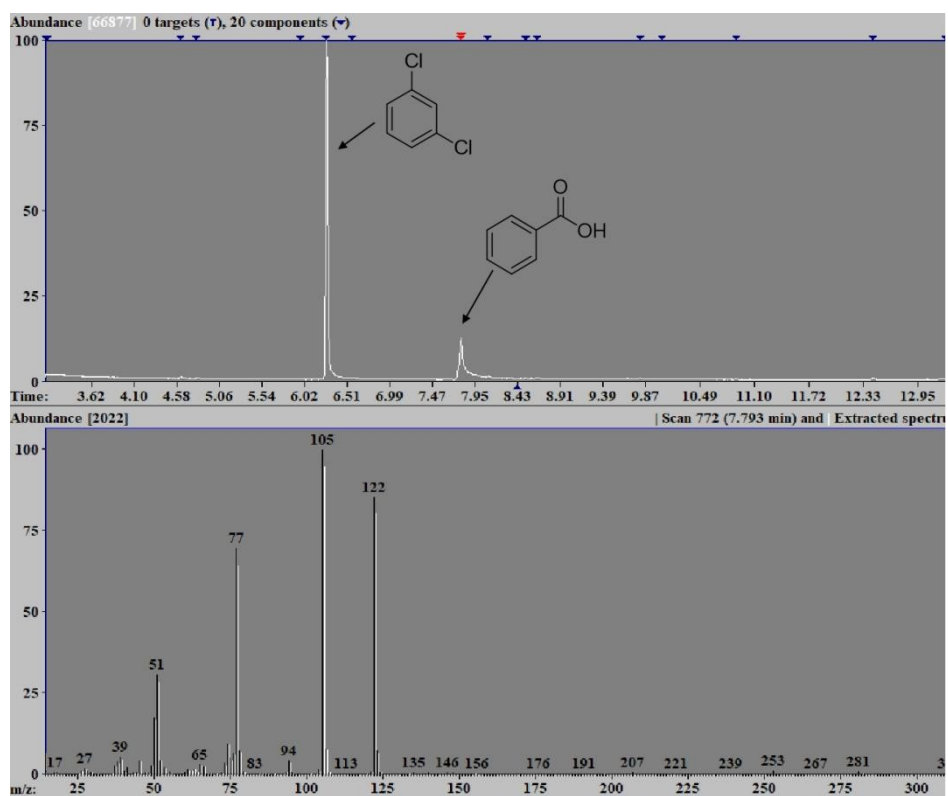 Abundance [66877] 0 targets (T), 20 components (▼)
100
Cl
75
Cl
50
O
OH
25
0
Time: 3.62 4.10 4.58 5.06 5.54 6.02 6.51 6.99 7.47 7.95 8.43 8.91 9.39 9.87 10.49 11.10 11.72 12.33 12.95
Abundance [2022] | Scan 772 (7.793 min) and | Extracted spectru
100
105
122
75
77
50
51
25
0
17 27 39 65 83 94 113 135 146 156 176 191 207 221 239 253 267 281 3
m/z: 25 50 75 100 125 150 175 200 225 250 275 300